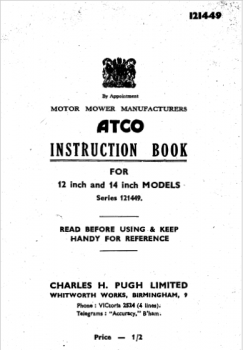 121449
By Appointment
MOTOR MOWER MANUFACTURERS
ATCO
INSTRUCTION BOOK
FOR
12 inch and 14 inch MODELS
Series 121449.
READ BEFORE USING & KEEP
HANDY FOR REFERENCE
CHARLES H. PUGH LIMITED
WHITWORTH WORKS, BIRMINGHAM, 9
Phone : VICtoria 2524 (6 lines).
Telegrams : "Accuracy," B'ham.
Price — 1/2